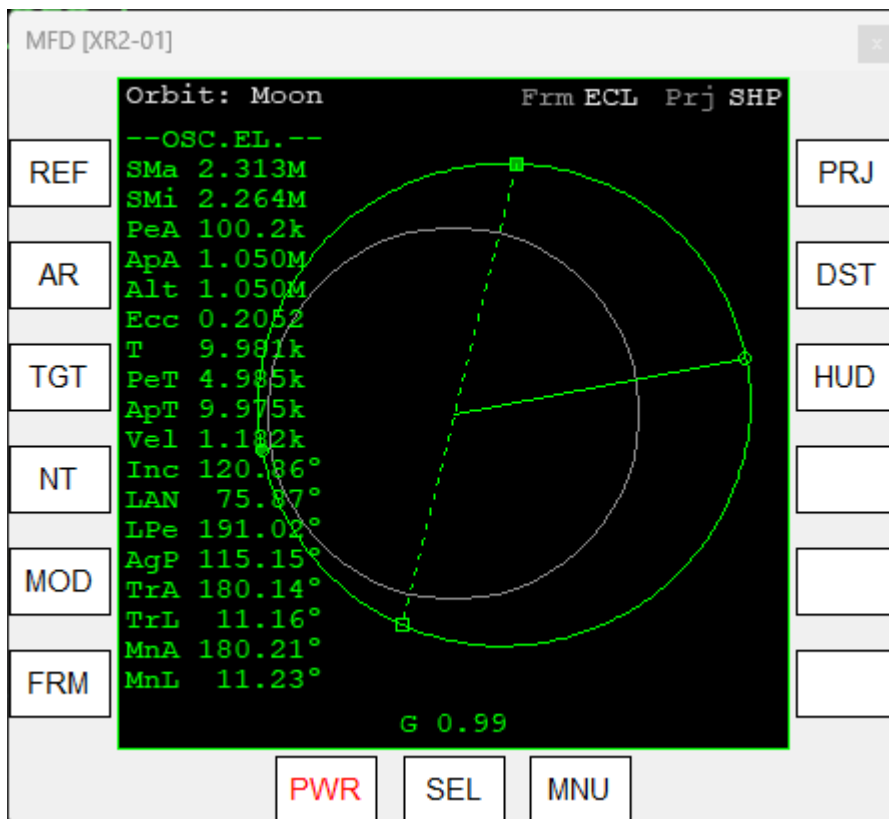 MFD [XR2-01]
x
Orbit: Moon Frm ECL Prj SHP
--OSC.EL.--
SMa 2.313M
SMi 2.264M
PeA 100.2k
ApA 1.050M
Alt 1.050M
Ecc 0.2052
T 9.981k
PeT 4.985k
ApT 9.975k
Vel 1.182k
Inc 120.86°
LAN 75.87°
LPe 191.02°
AgP 115.15°
TrA 180.14°
TrL 11.16°
MnA 180.21°
MnL 11.23°
G 0.99
REF
AR
TGT
NT
MOD
FRM
PRJ
DST
HUD
PWR SEL MNU